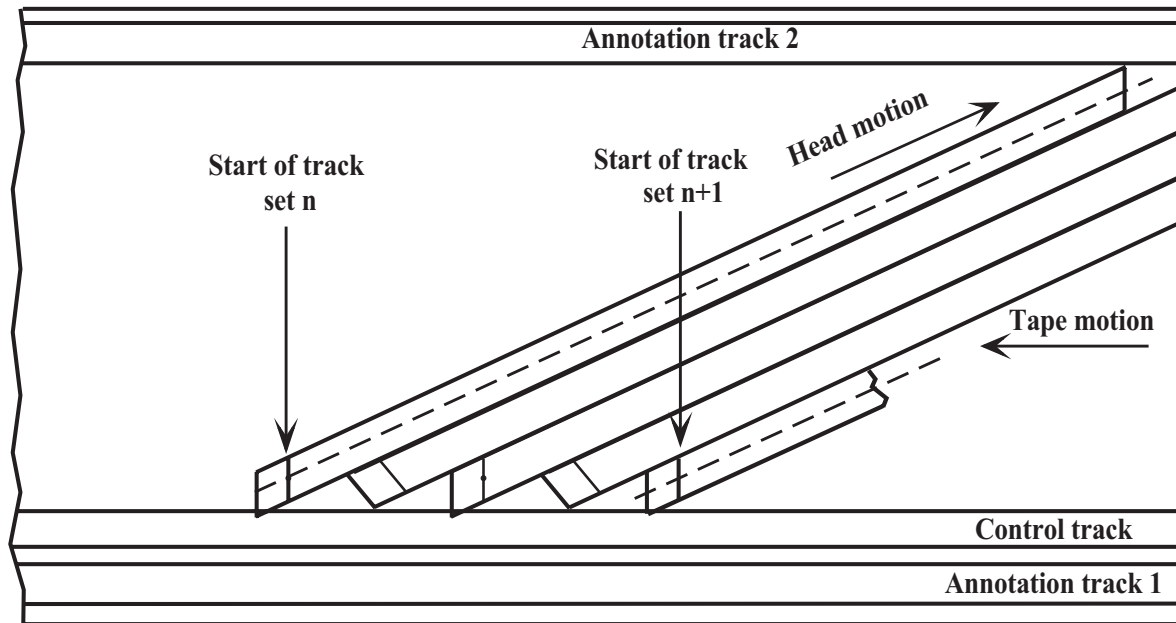 Annotation track 2
Head motion
Start of track
set n
Start of track
set n+1
Tape motion
Control track
Annotation track 1